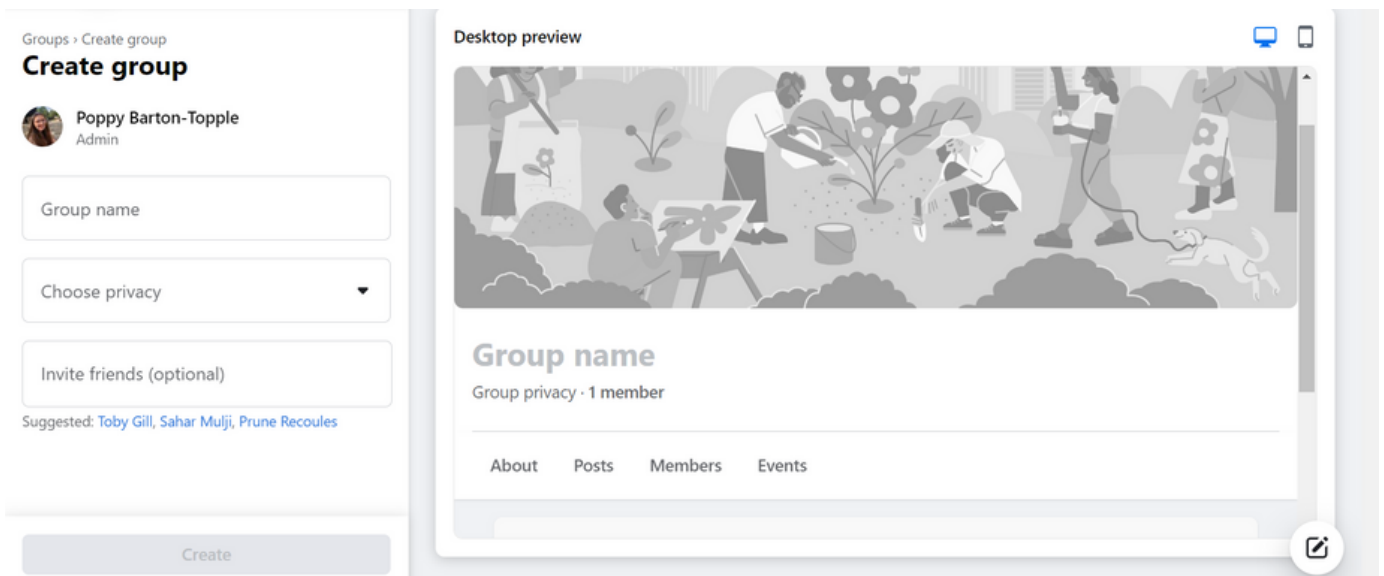 Groups › Create group
Create group
Poppy Barton-Topple
Admin
Group name
Choose privacy
Invite friends (optional)
Suggested: Toby Gill, Sahar Mulji, Prune Recoules
Create
Desktop preview
Group name
Group privacy · 1 member
About Posts Members Events